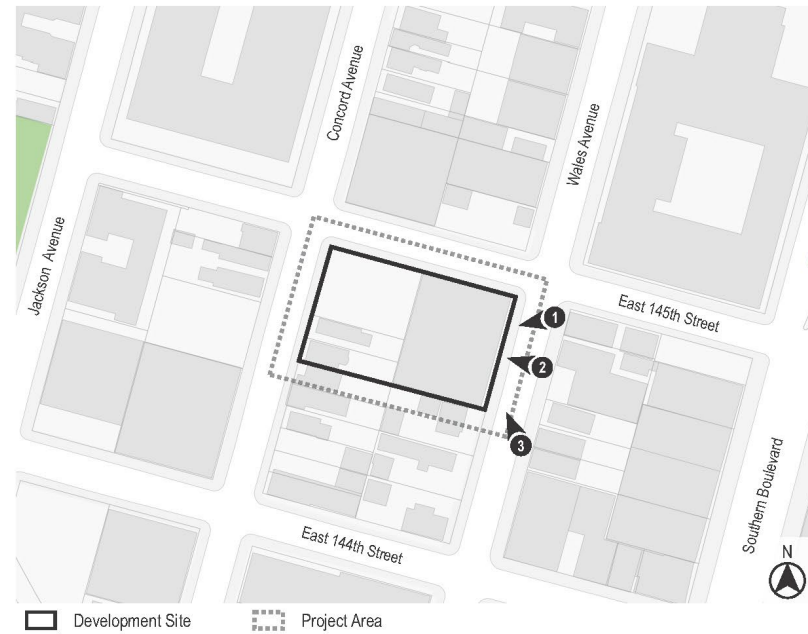 Concord Avenue
Wales Avenue
Jackson Avenue
East 145th Street
1
2
3
Southern Boulevard
East 144th Street
N
Development Site
Project Area